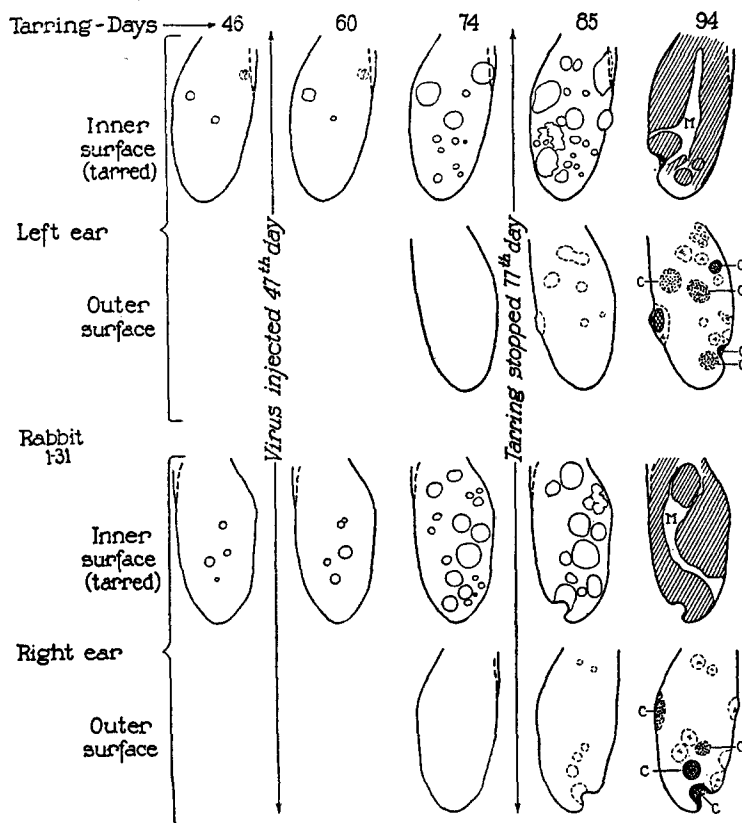 Tarring-Days 46 60 74 85 94
Inner
surface
(tarred)
M
Left ear
Outer
surface
C
C
C
C
C
Virus injected 47th day
Tarring stopped 77th day
Rabbit
1·31
Inner
surface
(tarred)
M
Right ear
Outer
surface
C
C
C
C